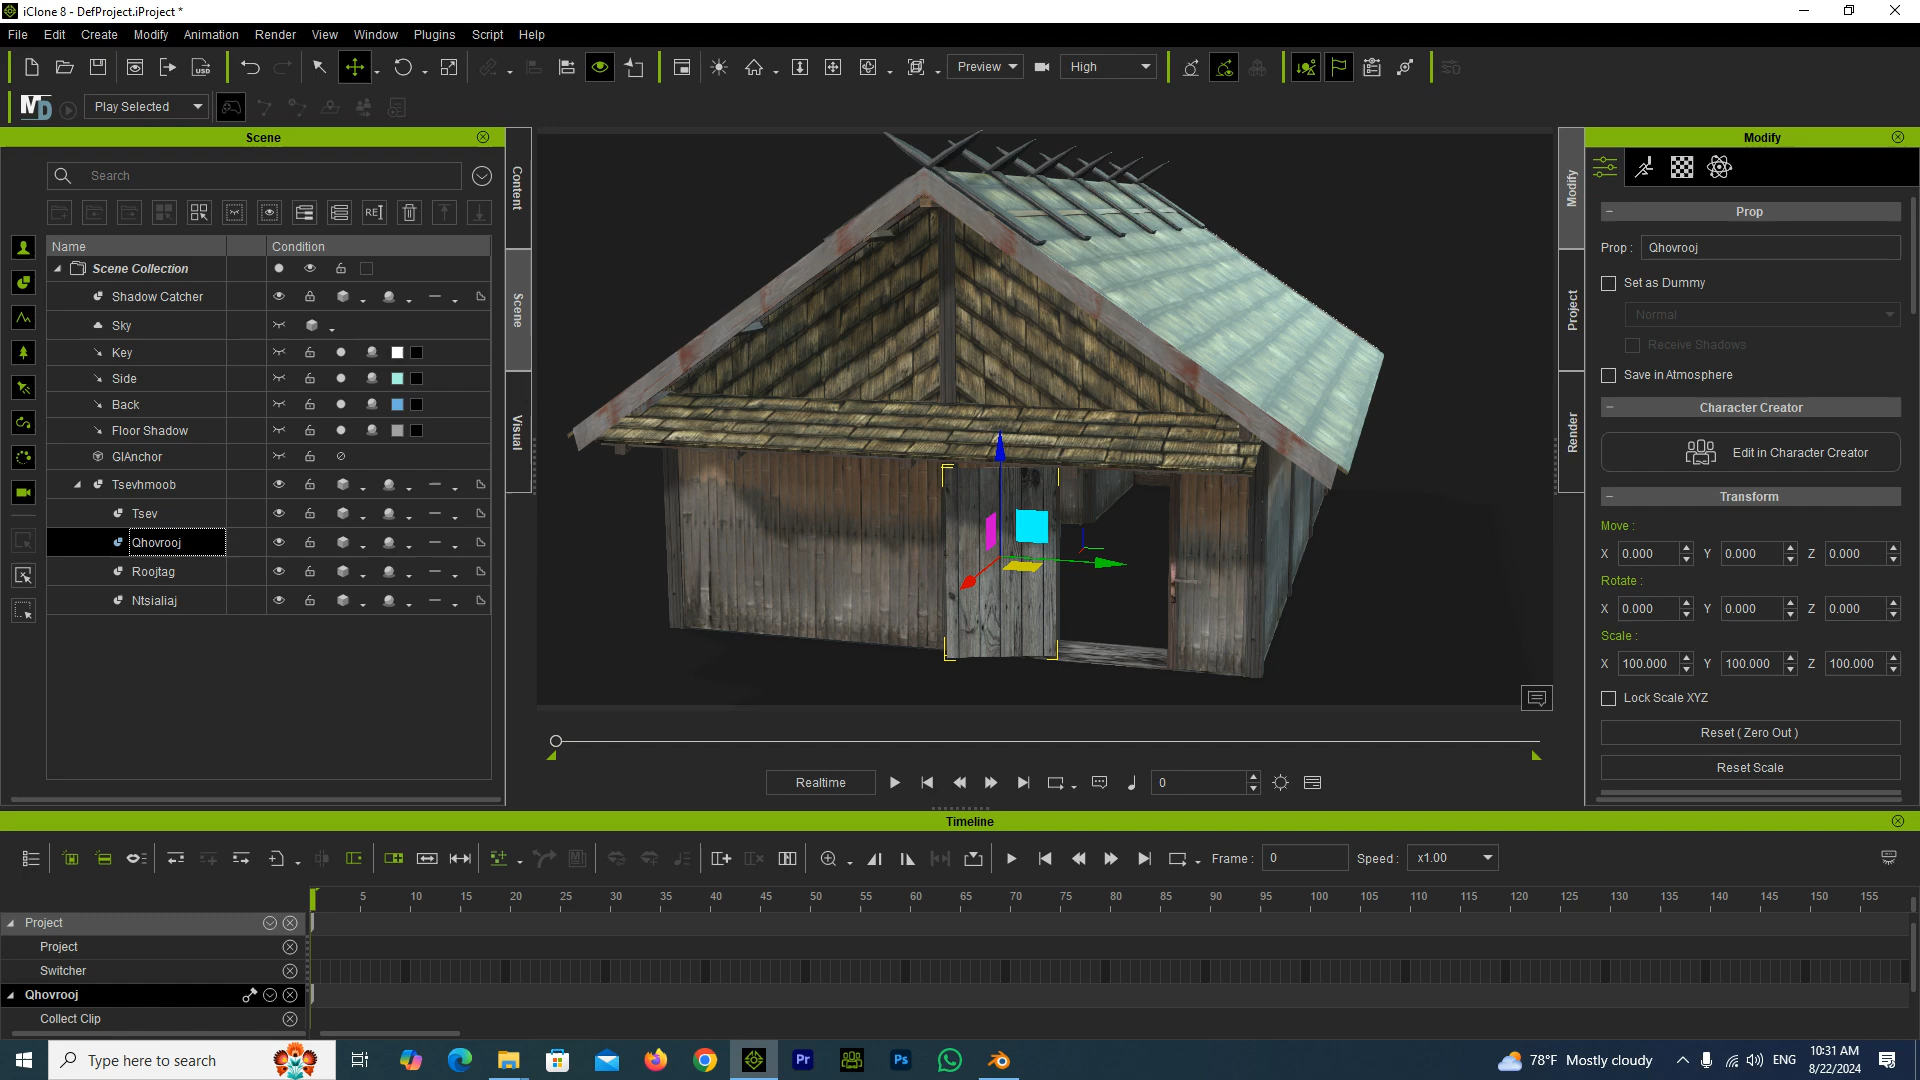 iClone 8 - DefProject.iProject *
File Edit Create Modify Animation Render View Window Plugins Script Help
USD
Preview High
MD Play Selected
Scene
Content
Scene
Visual
Search
RE
Name Condition
Scene Collection
Shadow Catcher
Sky
Key
Side
Back
Floor Shadow
GIAnchor
Tsevhmoob
Tsev
Qhovrooj
Roojtag
Ntsialiaj
Modify
Project
Render
Modify
Prop
Prop : Qhovrooj
Set as Dummy
Normal
Receive Shadows
Save in Atmosphere
Character Creator
Edit in Character Creator
Transform
Move :
X 0.000 Y 0.000 Z 0.000
Rotate :
X 0.000 Y 0.000 Z 0.000
Scale :
X 100.000 Y 100.000 Z 100.000
Lock Scale XYZ
Reset ( Zero Out )
Reset Scale
Realtime 0
Timeline
Frame : 0 Speed : x1.00
5 10 15 20 25 30 35 40 45 50 55 60 65 70 75 80 85 90 95 100 105 110 115 120 125 130 135 140 145 150 155
Project
Project
Switcher
Qhovrooj
Collect Clip
Type here to search
Pr
Ps
78°F Mostly cloudy
ENG
10:31 AM
8/22/2024